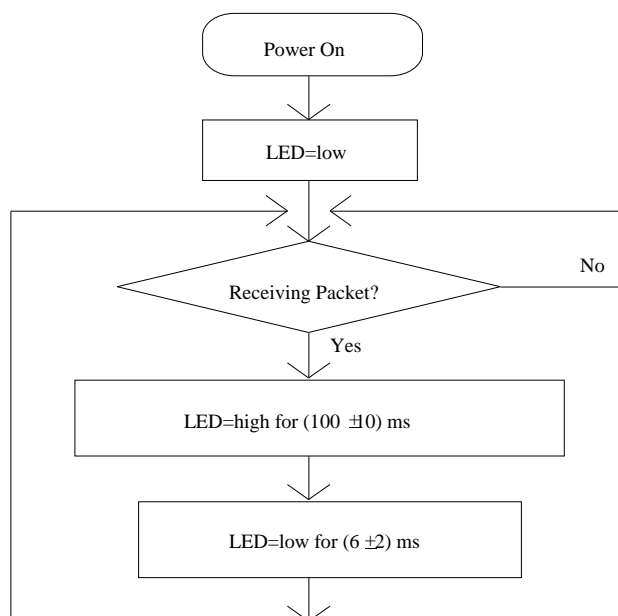 Power On
LED=low
Receiving Packet?
No
Yes
LED=high for (100 ±10) ms
LED=low for (6 ±2) ms